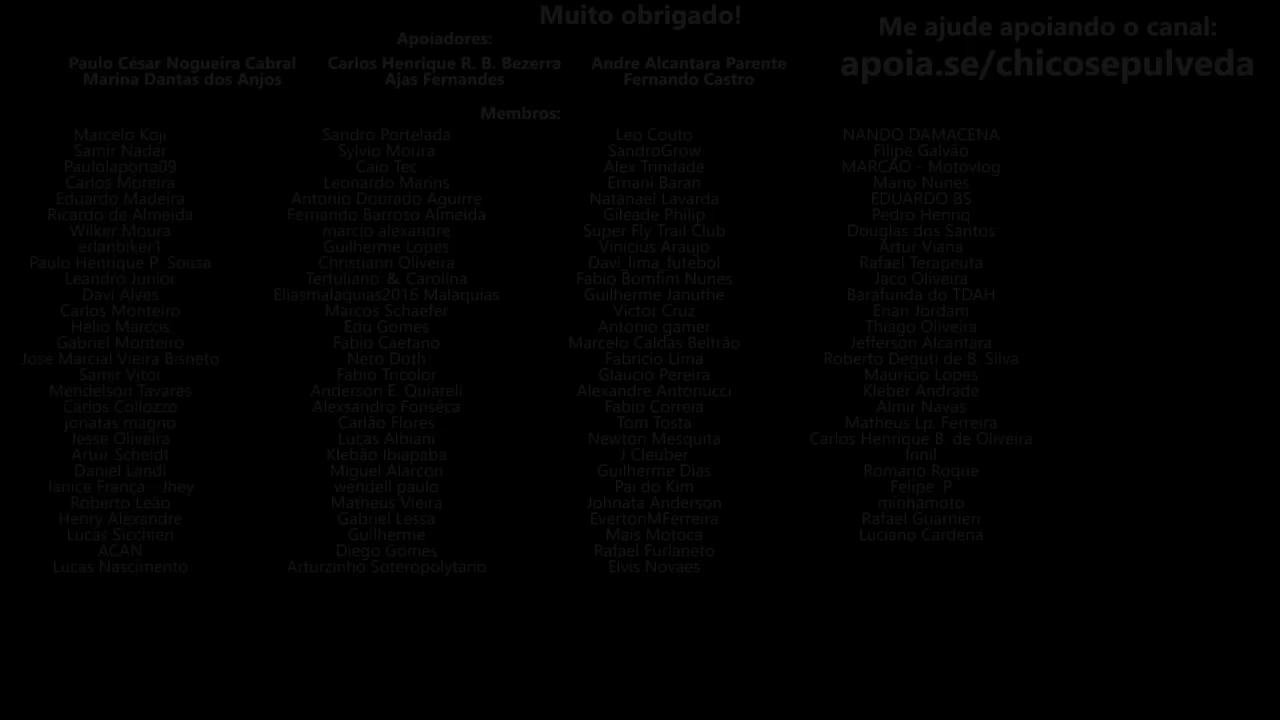 Muito obrigado!
Me ajude apoiando o canal:
apoia.se/chicosepulveda
Apoiadores:
Paulo César Nogueira Cabral
Marina Dantas dos Anjos
Carlos Henrique R. B. Bezerra
Ajas Fernandes
Andre Alcantara Parente
Fernando Castro
Membros:
Marcelo Koji
Samir Nader
Paulolaporta09
Carlos Moreira
Eduardo Madeira
Ricardo de Almeida
Wilker Moura
erlanbiker1
Paulo Henrique P. Sousa
Leandro Junior
Davi Alves
Carlos Monteiro
Helio Marcos
Gabriel Monteiro
José Marcial Vieira Bisneto
Samir Vitor
Mendelson Tavares
Carlos Collozzo
jonatas magno
Jesse Oliveira
Artur Scheidt
Daniel Landi
Ianice França - Jhey
Roberto Leão
Henry Alexandre
Lucas Sicchieri
ACAN
Lucas Nascimento
Sandro Portelada
Sylvio Moura
Caio Tec
Leonardo Marins
Antonio Dourado Aguirre
Fernando Barroso Almeida
marcio alexandre
Guilherme Lopes
Christiann Oliveira
Tertuliano & Carolina
Eliasmalaquias2016 Malaquias
Marcos Schaefer
Edu Gomes
Fabio Caetano
Neto Doth
Fabio Tricolor
Anderson E. Quiareli
Alexsandro Fonsêca
Carlão Flores
Lucas Albiani
Klebão Ibiapaba
Miguel Alarcon
wendell paulo
Matheus Vieira
Gabriel Lessa
Guilherme
Diego Gomes
Arturzinho Soteropolytano
Leo Couto
SandroGrow
Alex Trindade
Ernani Baran
Natanael Lavarda
Gileade Philip
Super Fly Trail Club
Vinicius Araujo
Davi_lima_futebol
Fabio Bomfim Nunes
Guilherme Januthe
Victor Cruz
Antonio gamer
Marcelo Caldas Beltrão
Fabricio Lima
Glaucio Pereira
Alexandre Antonucci
Fabio Correia
Tom Tosta
Newton Mesquita
J Cleuber
Guilherme Dias
Pai do Kim
Johnata Anderson
EvertonMFerreira
Mais Motoca
Rafael Furlaneto
Elvis Novaes
NANDO DAMACENA
Filipe Galvão
MARCÃO - Motovlog
Mario Nunes
EDUARDO BS
Pedro Henriq
Douglas dos Santos
Artur Viana
Rafael Terapeuta
Jaco Oliveira
Barafunda do TDAH
Enan Jordam
Thiago Oliveira
Jefferson Alcantara
Roberto Deguti de B. Silva
Mauricio Lopes
Kleber Andrade
Almir Navas
Matheus Lp. Ferreira
Carlos Henrique B. de Oliveira
Innil
Romario Roque
Felipe_P
minhamoto
Rafael Guarnieri
Luciano Cardena